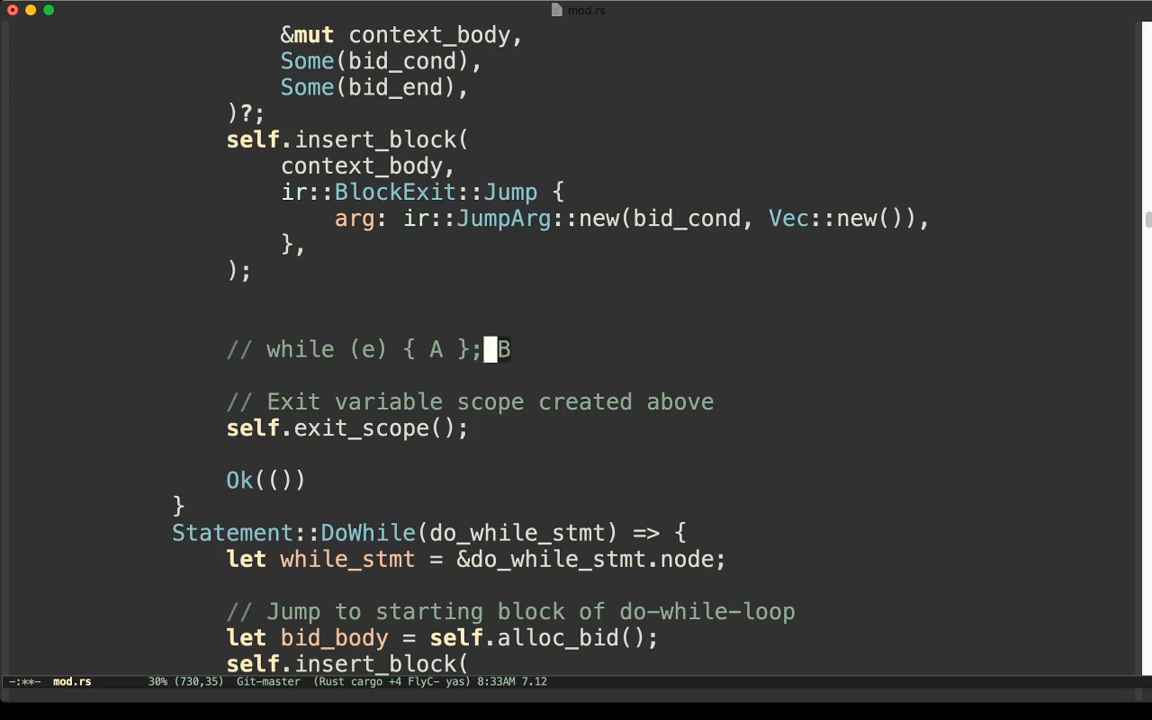 mod.rs
&mut context_body,
Some(bid_cond),
Some(bid_end),
)?;
self.insert_block(
context_body,
ir::BlockExit::Jump {
arg: ir::JumpArg::new(bid_cond, Vec::new()),
},
);
// while (e) { A }; B
// Exit variable scope created above
self.exit_scope();
Ok(())
}
Statement::DoWhile(do_while_stmt) => {
let while_stmt = &do_while_stmt.node;
// Jump to starting block of do-while-loop
let bid_body = self.alloc_bid();
self.insert_block(
-:**- mod.rs 30% (730,35) Git-master (Rust cargo +4 FlyC- yas) 8:33AM 7.12